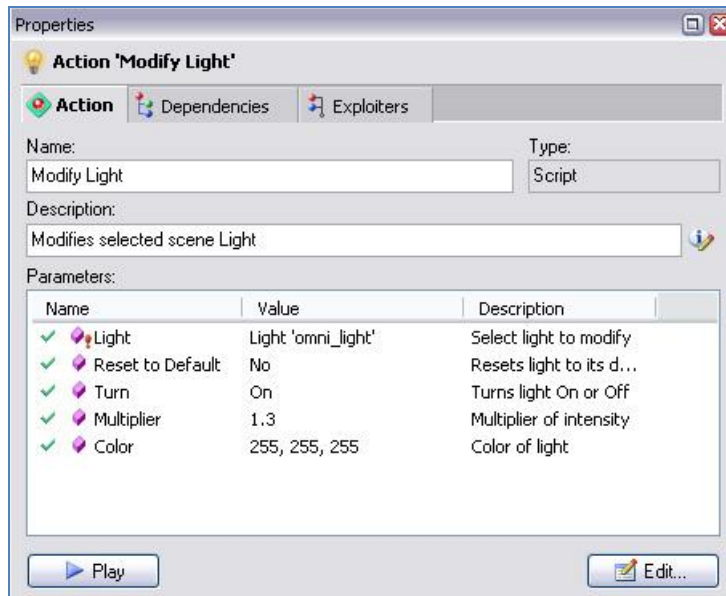 Properties
Action 'Modify Light'
Action Dependencies Exploiters
Name: Type:
Modify Light Script
Description:
Modifies selected scene Light
Parameters:
Name Value Description
Light Light 'omni_light' Select light to modify
Reset to Default No Resets light to its d...
Turn On Turns light On or Off
Multiplier 1.3 Multiplier of intensity
Color 255, 255, 255 Color of light
Play Edit...